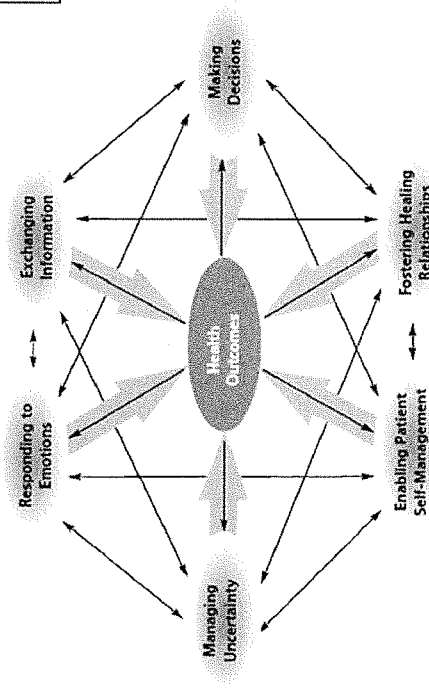 Responding to
Emotions
Exchanging
Information
Managing
Uncertainty
Health
Outcomes
Making
Decisions
Enabling Patient
Self-Management
Fostering Healing
Relationships